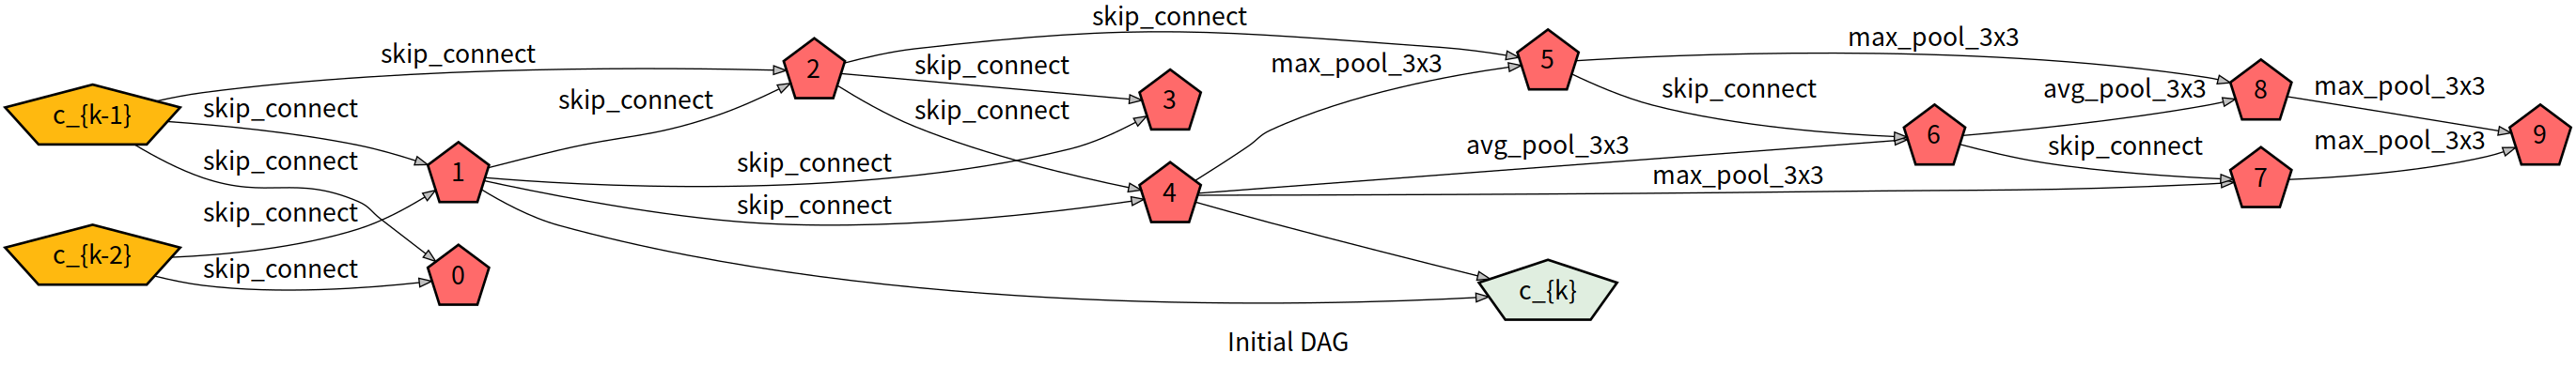 skip_connect
skip_connect
max_pool_3x3
skip_connect
2
5
skip_connect
max_pool_3x3
8
max_pool_3x3
c_{k-1}
skip_connect
skip_connect
3
skip_connect
avg_pool_3x3
skip_connect
6
9
skip_connect
1
skip_connect
avg_pool_3x3
skip_connect
max_pool_3x3
4
max_pool_3x3
7
skip_connect
skip_connect
c_{k-2}
skip_connect
0
c_{k}
Initial DAG